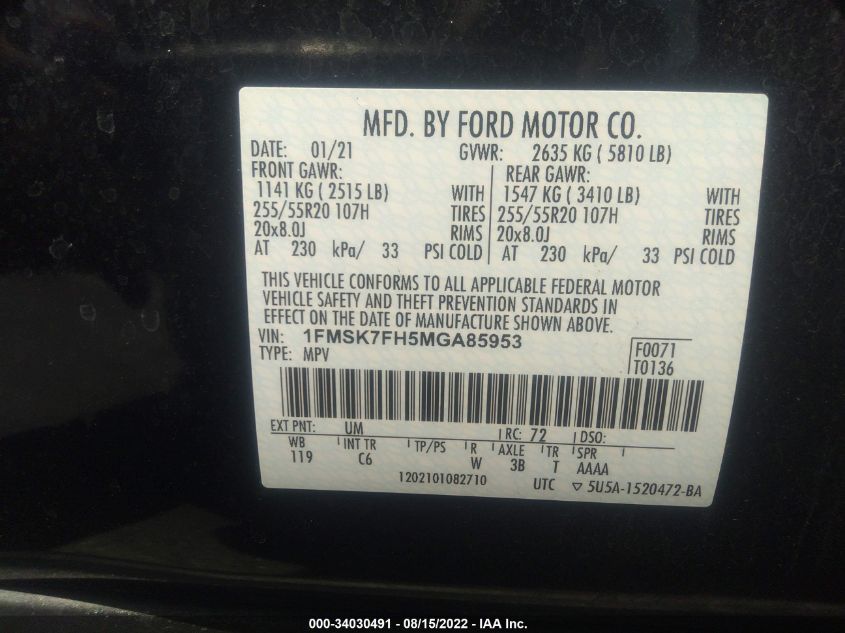 MFD. BY FORD MOTOR CO.
DATE: 01/21 GVWR: 2635 KG ( 5810 LB)
FRONT GAWR: REAR GAWR:
1141 KG ( 2515 LB) WITH 1547 KG ( 3410 LB) WITH
255/55R20 107H TIRES 255/55R20 107H TIRES
20x8.0J RIMS 20x8.0J RIMS
AT 230 kPa/ 33 PSI COLD AT 230 kPa/ 33 PSI COLD
THIS VEHICLE CONFORMS TO ALL APPLICABLE FEDERAL MOTOR
VEHICLE SAFETY AND THEFT PREVENTION STANDARDS IN
EFFECT ON THE DATE OF MANUFACTURE SHOWN ABOVE.
VIN: 1FMSK7FH5MGA85953
TYPE: MPV
F0071
T0136
EXT PNT: UM RC: 72 DSO:
WB INT TR TP/PS R AXLE TR SPR
119 C6 W 3B T AAAA
1202101082710 UTC ▽ 5U5A-1520472-BA
000-34030491 - 08/15/2022 - IAA Inc.